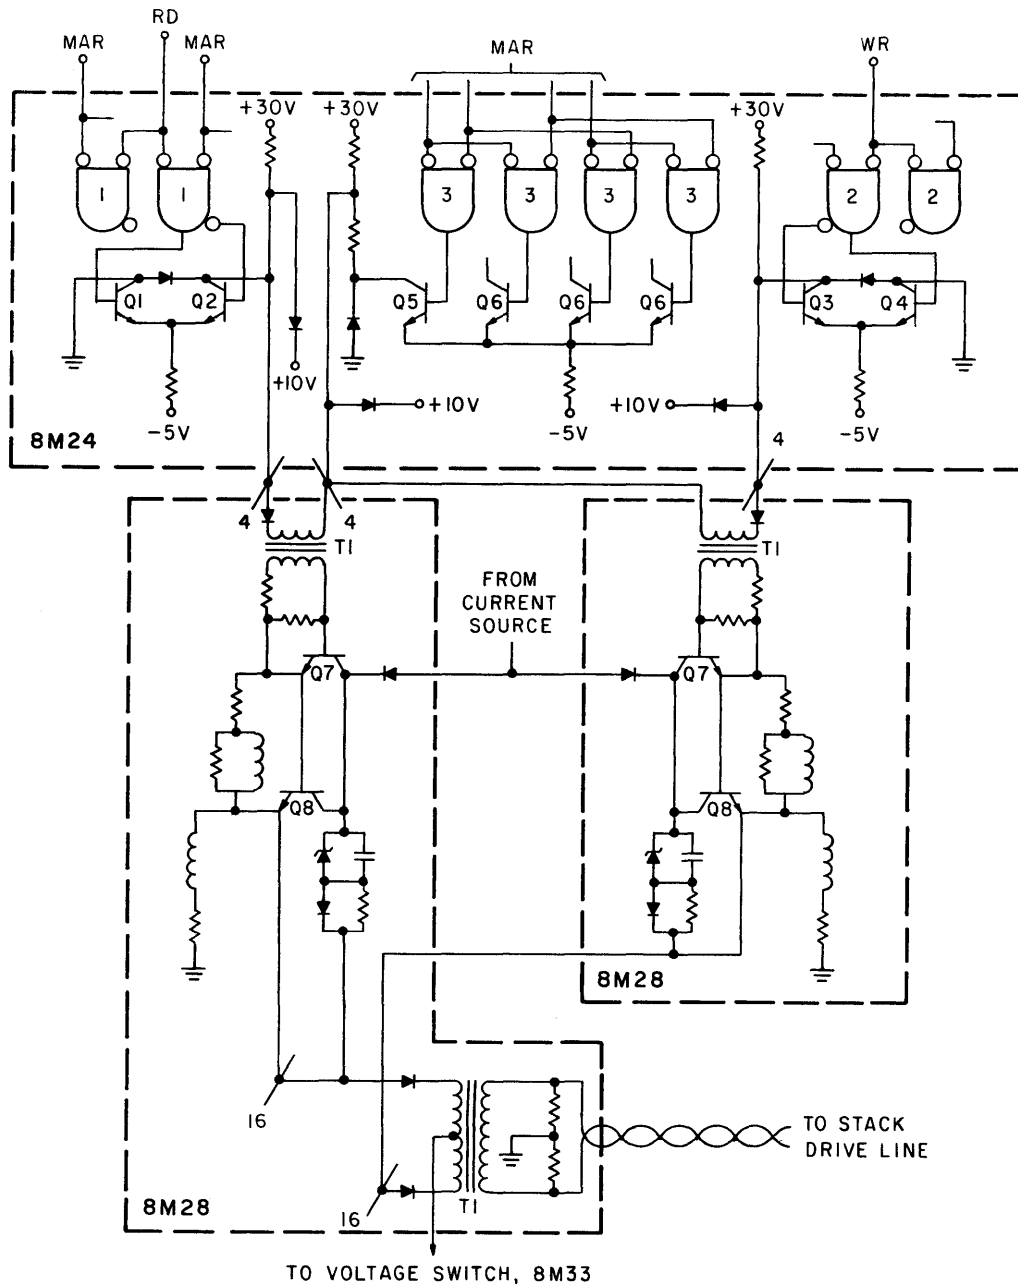 RD
MAR
MAR
MAR
WR
+30V
+30V
+30V
1
1
3
3
3
3
2
2
Q1
Q2
Q5
Q6
Q6
Q6
Q3
Q4
+10V
+10V
+10V
-5V
-5V
-5V
8M24
4
4
4
T1
T1
FROM
CURRENT
SOURCE
Q7
Q7
Q8
Q8
8M28
16
16
T1
TO STACK
DRIVE LINE
8M28
TO VOLTAGE SWITCH, 8M33